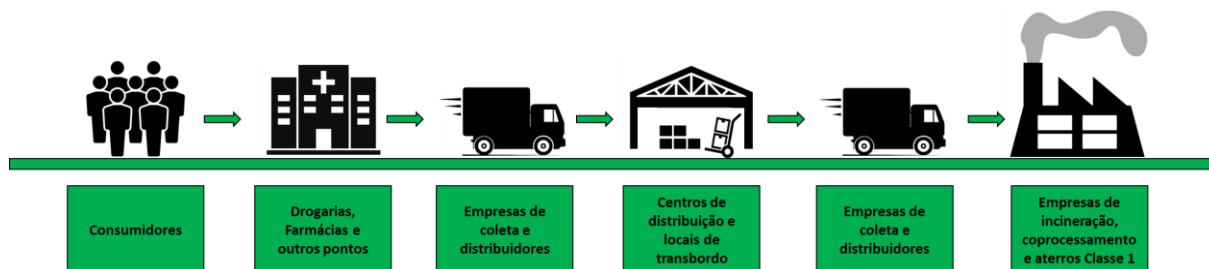 Consumidores
Drogarias,
Farmácias e
outros pontos
Empresas de
coleta e
distribuidores
Centros de
distribuição e
locais de
transbordo
Empresas de
coleta e
distribuidores
Empresas de
incineração,
coprocessamento
e aterros Classe 1